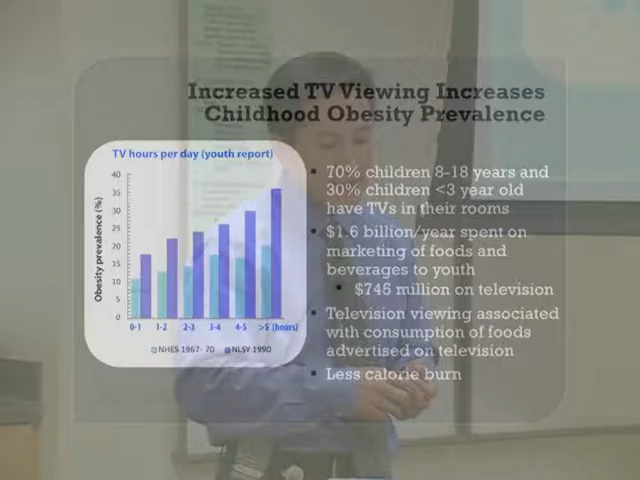 Increased TV Viewing Increases
Childhood Obesity Prevalence
TV hours per day (youth report)
Obesity prevalence (%)
40
35
30
25
20
15
10
5
0
0-1 1-2 2-3 3-4 4-5 >5 (hours)
NHES 1967-70 NLSY 1990
70% children 8-18 years and
30% children <3 year old
have TVs in their rooms
$1.6 billion/year spent on
marketing of foods and
beverages to youth
$745 million on television
Television viewing associated
with consumption of foods
advertised on television
Less calorie burn